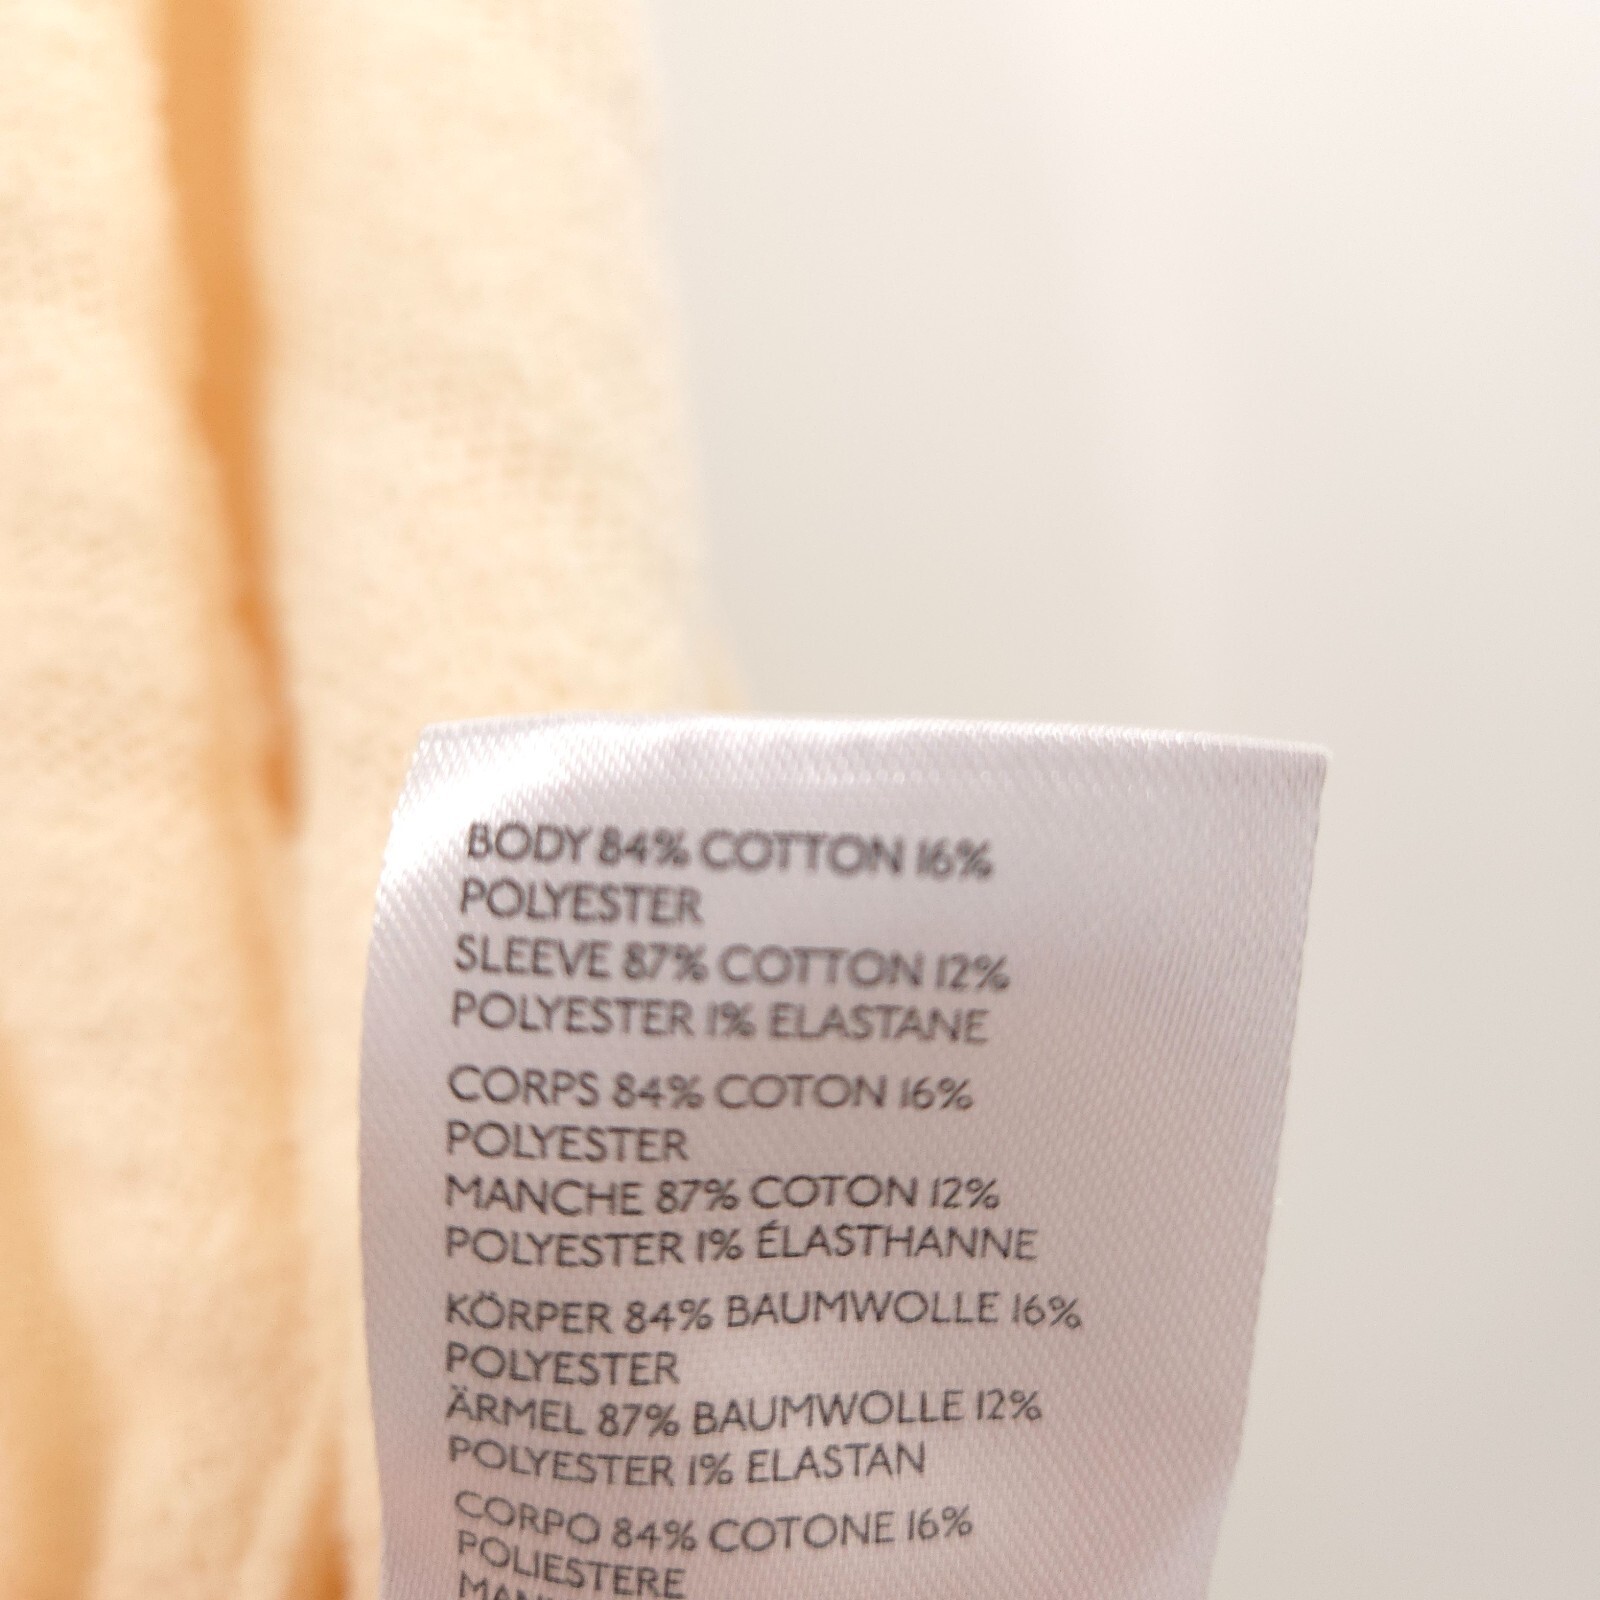 BODY 84% COTTON 16%
POLYESTER
SLEEVE 87% COTTON 12%
POLYESTER 1% ELASTANE
CORPS 84% COTON 16%
POLYESTER
MANCHE 87% COTON 12%
POLYESTER 1% ÉLASTHANNE
KÖRPER 84% BAUMWOLLE 16%
POLYESTER
ÄRMEL 87% BAUMWOLLE 12%
POLYESTER 1% ELASTAN
CORPO 84% COTONE 16%
POLIESTERE